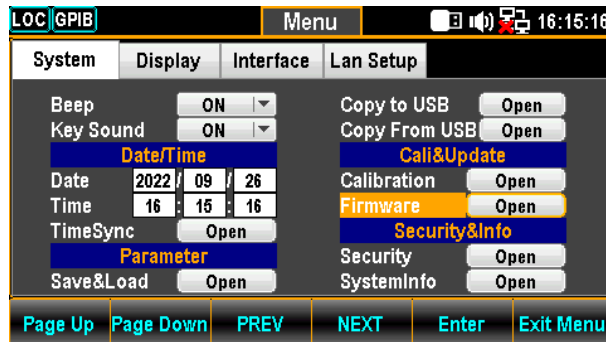 LOC GPIB Menu 16:15:16
System Display Interface Lan Setup
Beep ON
Key Sound ON
Date/Time
Date 2022 / 09 / 26
Time 16 : 15 : 16
TimeSync Open
Parameter
Save&Load Open
Copy to USB Open
Copy From USB Open
Cali&Update
Calibration Open
Firmware Open
Security&Info
Security Open
SystemInfo Open
Page Up Page Down PREV NEXT Enter Exit Menu